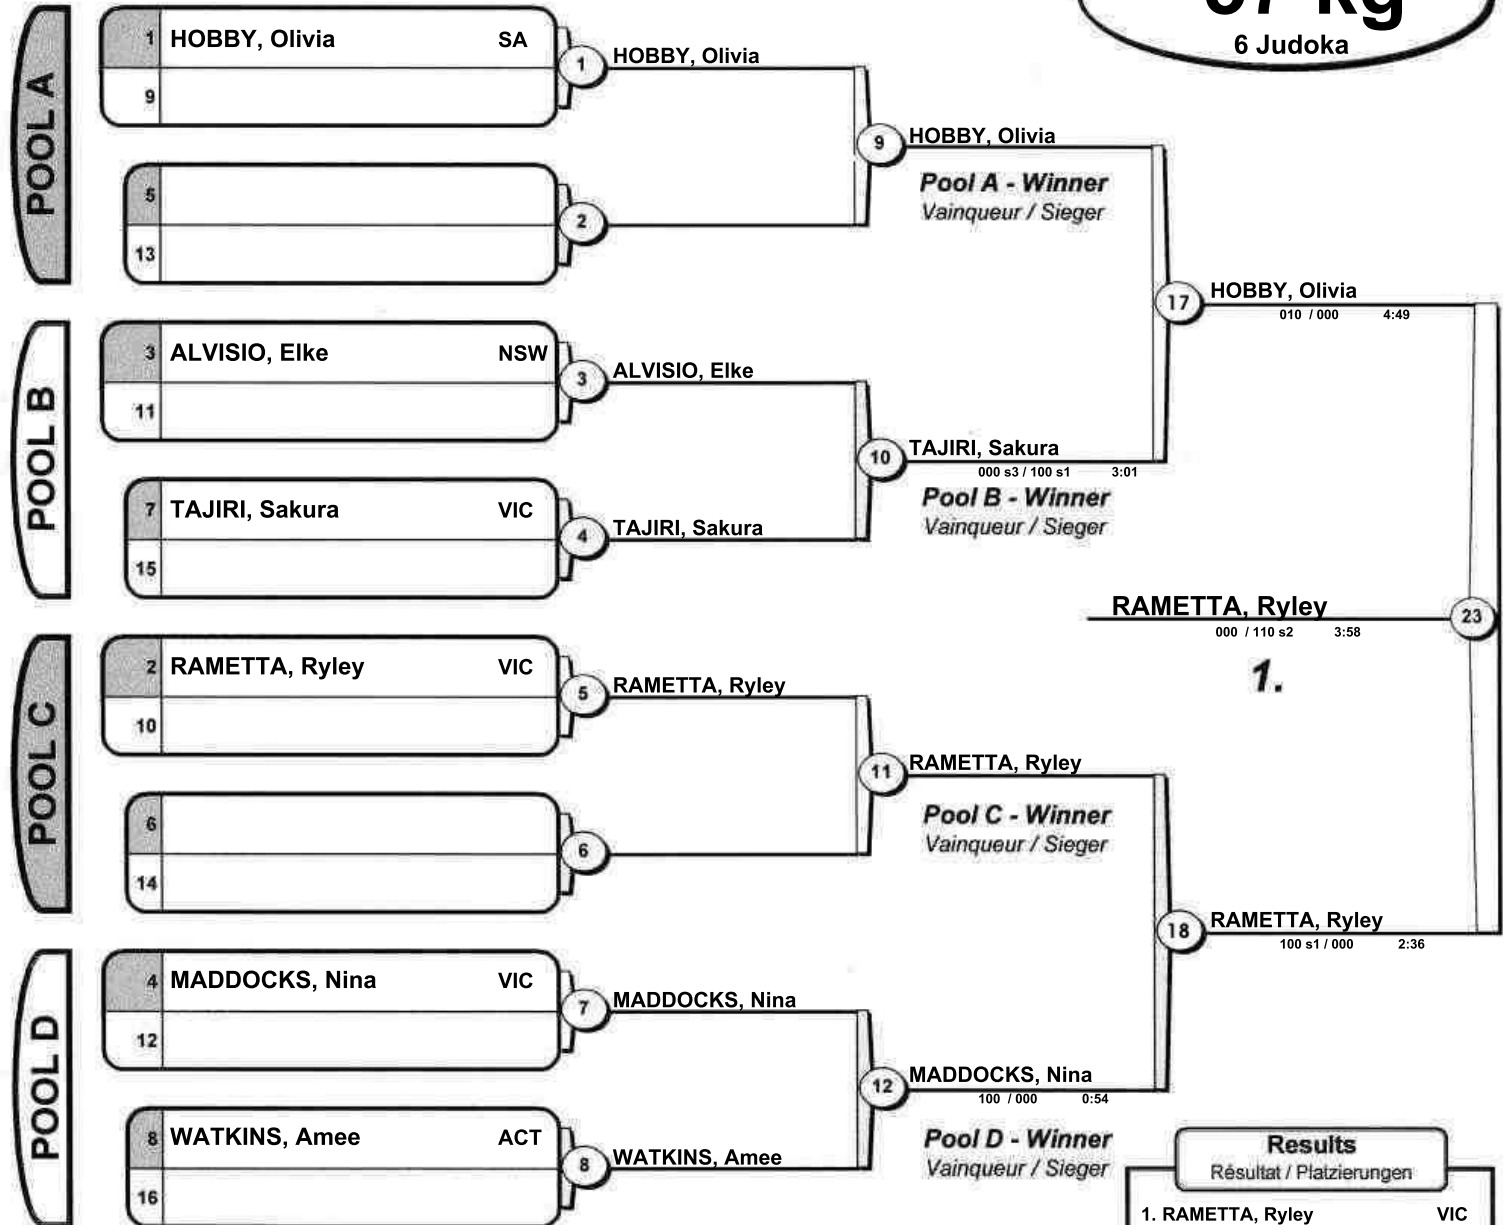 57 kg
6 Judoka
POOL A
1 HOBBY, Olivia SA
9
1 HOBBY, Olivia
5
13
2
9 HOBBY, Olivia
Pool A - Winner
Vainqueur / Sieger
POOL B
3 ALVISIO, Elke NSW
11
3 ALVISIO, Elke
7 TAJIRI, Sakura VIC
15
4 TAJIRI, Sakura
10 TAJIRI, Sakura
000 s3 / 100 s1 3:01
Pool B - Winner
Vainqueur / Sieger
17 HOBBY, Olivia
010 / 000 4:49
RAMETTA, Ryley 23
000 / 110 s2 3:58
1.
POOL C
2 RAMETTA, Ryley VIC
10
5 RAMETTA, Ryley
6
14
6
11 RAMETTA, Ryley
Pool C - Winner
Vainqueur / Sieger
18 RAMETTA, Ryley
100 s1 / 000 2:36
POOL D
4 MADDOCKS, Nina VIC
12
7 MADDOCKS, Nina
8 WATKINS, Amee ACT
16
8 WATKINS, Amee
12 MADDOCKS, Nina
100 / 000 0:54
Pool D - Winner
Vainqueur / Sieger
Results
Résultat / Platzierungen
1. RAMETTA, Ryley VIC